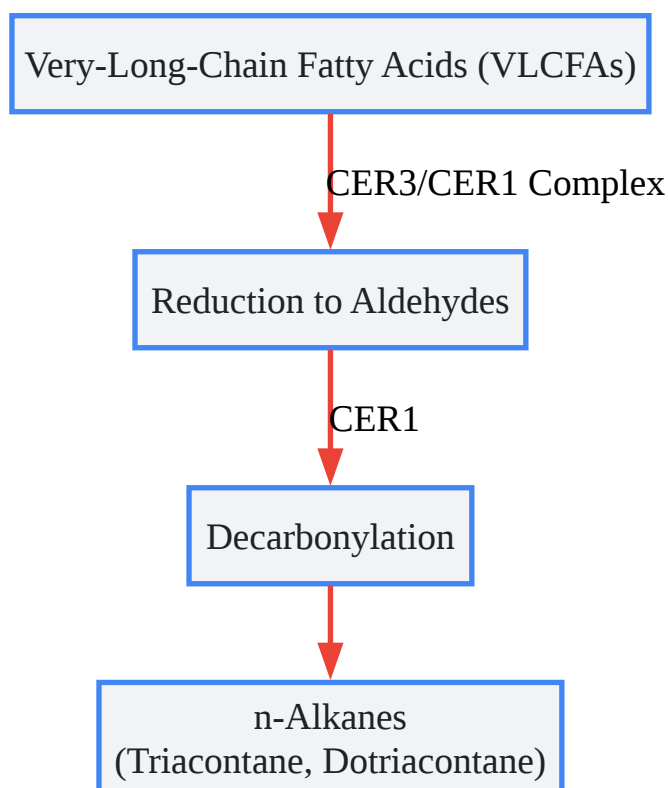 Very-Long-Chain Fatty Acids (VLCFAs)
CER3/CER1 Complex
Reduction to Aldehydes
CER1
Decarbonylation
n-Alkanes
(Triacontane, Dotriacontane)